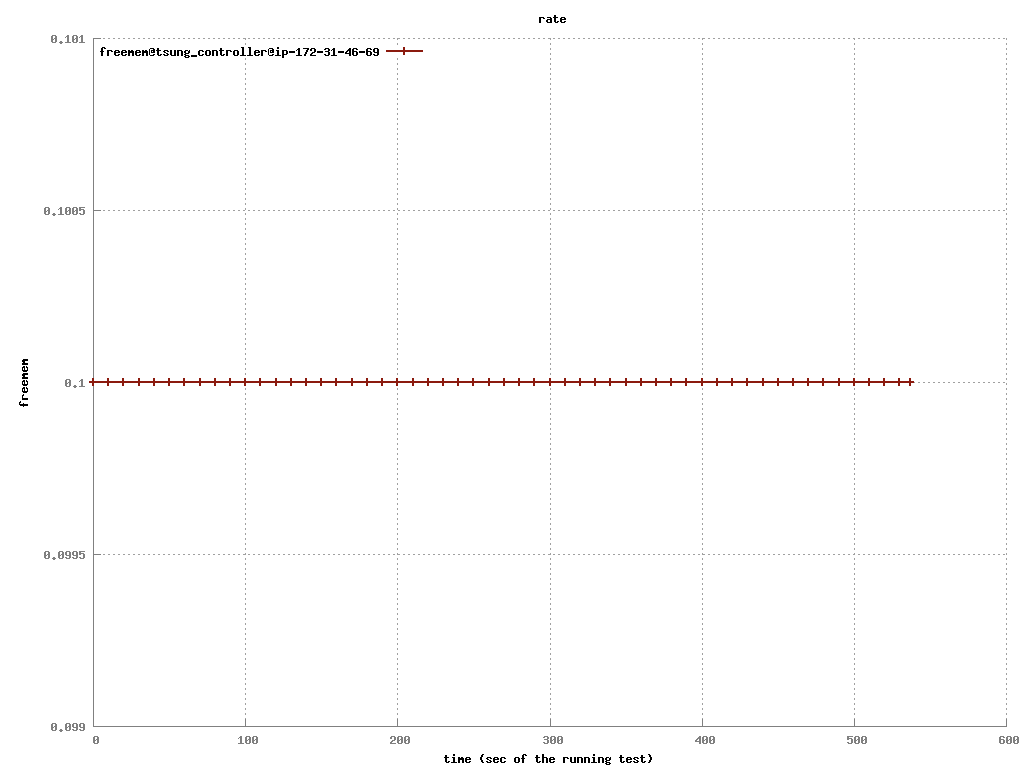 rate
0.101
freemem@tsung_controller@ip-172-31-46-69
0.1005
freemem
0.1
0.0995
0.099
0 100 200 300 400 500 600
time (sec of the running test)